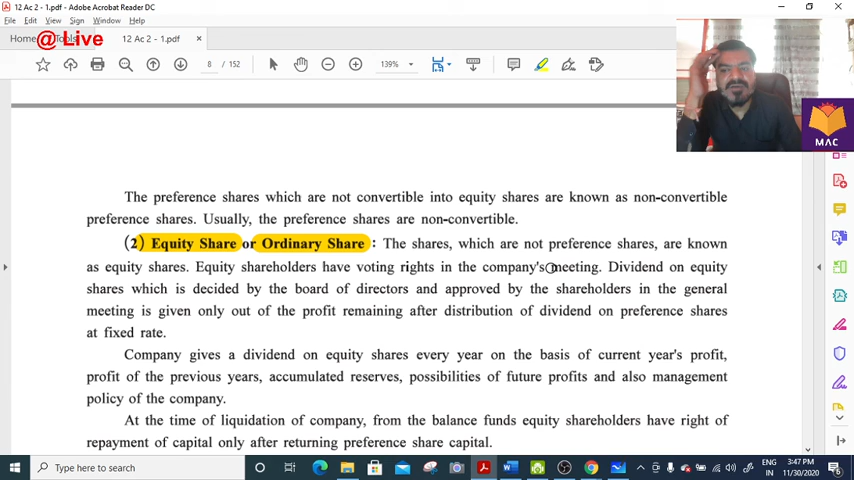 12 Ac 2 - 1.pdf - Adobe Acrobat Reader DC
File Edit View Sign Window Help
Home Tools 12 Ac 2 - 1.pdf ×
@ Live
8 / 152 139%
MAC
The preference shares which are not convertible into equity shares are known as non-convertible
preference shares. Usually, the preference shares are non-convertible.
(2) Equity Share or Ordinary Share : The shares, which are not preference shares, are known
as equity shares. Equity shareholders have voting rights in the company's meeting. Dividend on equity
shares which is decided by the board of directors and approved by the shareholders in the general
meeting is given only out of the profit remaining after distribution of dividend on preference shares
at fixed rate.
Company gives a dividend on equity shares every year on the basis of current year's profit,
profit of the previous years, accumulated reserves, possibilities of future profits and also management
policy of the company.
At the time of liquidation of company, from the balance funds equity shareholders have right of
repayment of capital only after returning preference share capital.
Type here to search
ENG
IN
3:47 PM
11/30/2020
6